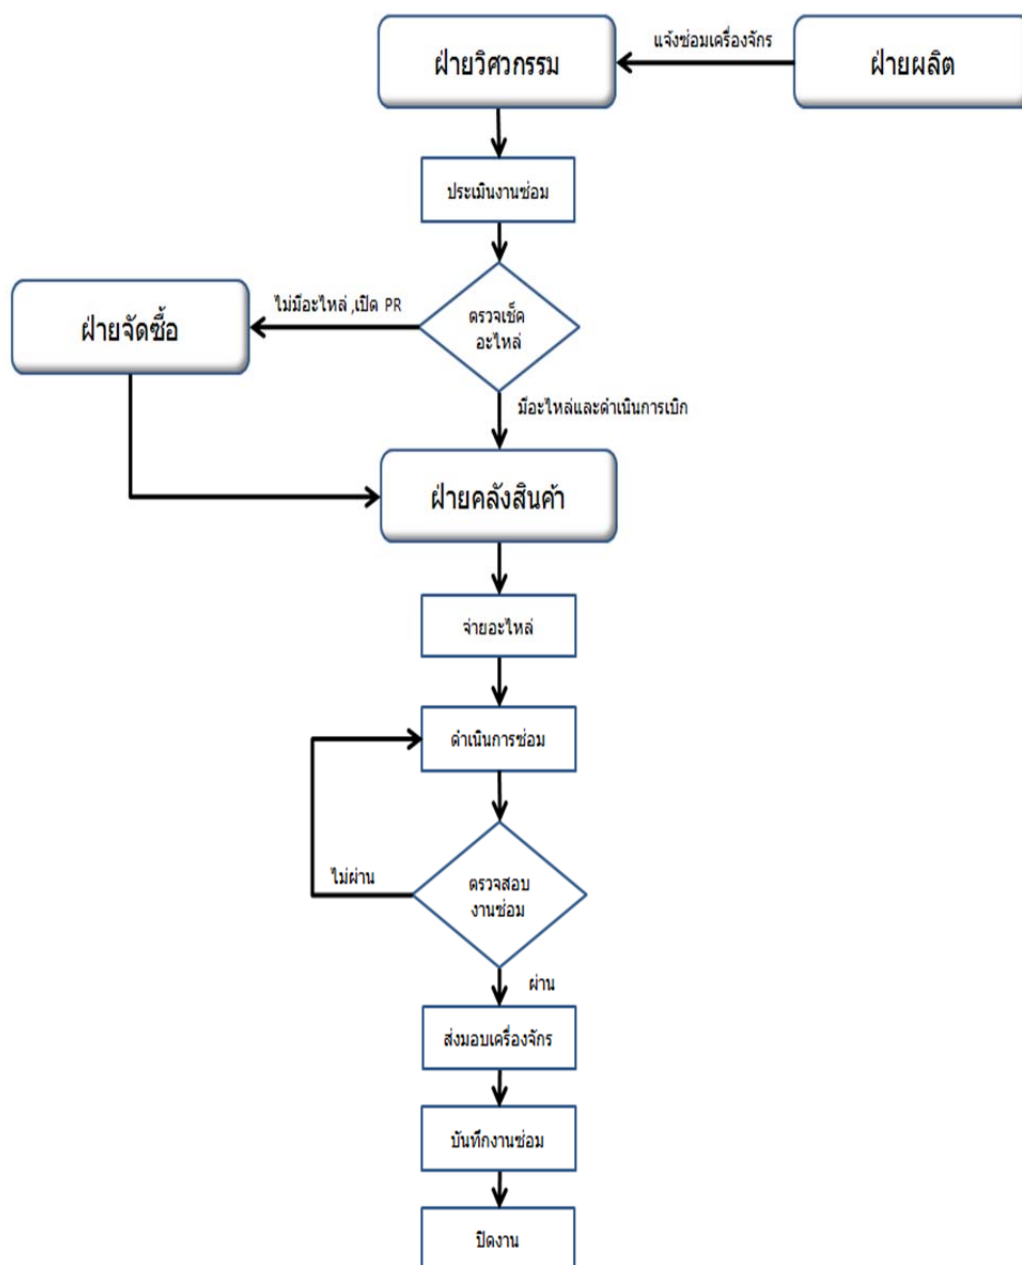 แจ้งซ่อมเครื่องจักร
ฝ่ายวิศวกรรม
ฝ่ายผลิต
ประเมินงานซ่อม
ไม่มีอะไหล่ ,เปิด PR
ตรวจเช็ค
อะไหล่
ฝ่ายจัดซื้อ
มีอะไหล่และดำเนินการเบิก
ฝ่ายคลังสินค้า
จ่ายอะไหล่
ดำเนินการซ่อม
ไม่ผ่าน
ตรวจสอบ
งานซ่อม
ผ่าน
ส่งมอบเครื่องจักร
บันทึกงานซ่อม
ปิดงาน